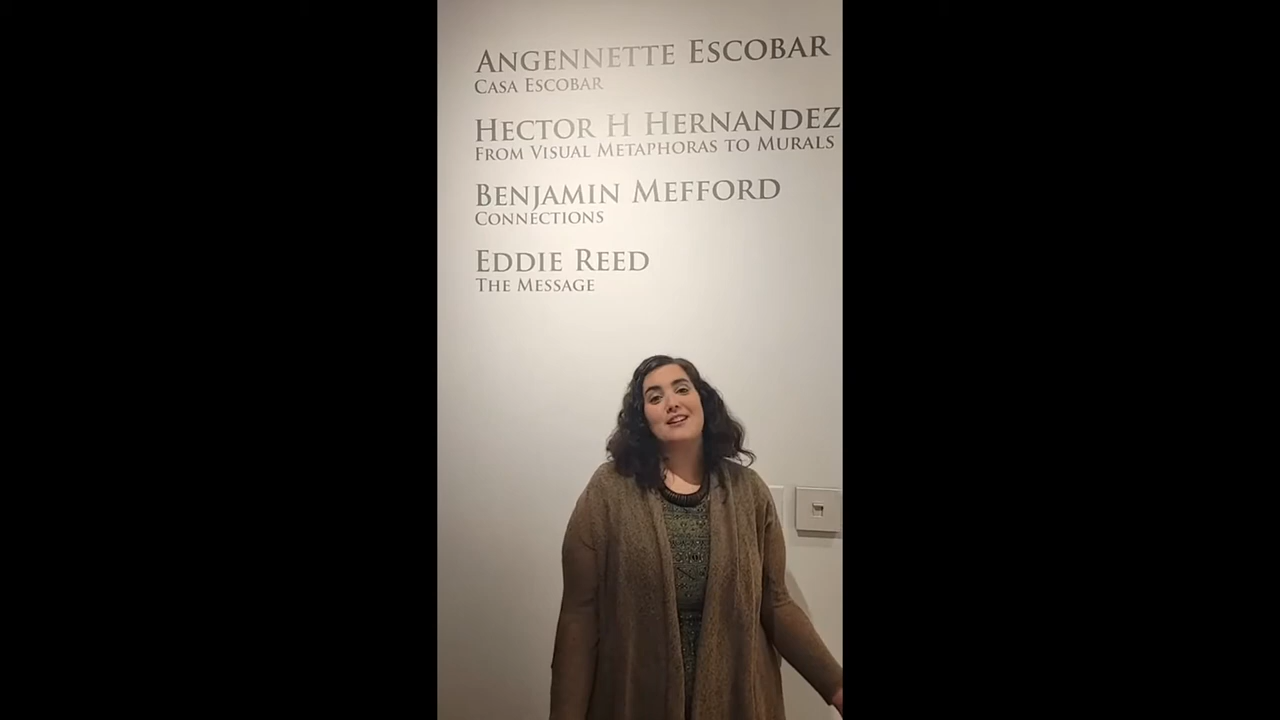 Angennette Escobar
Casa Escobar
Hector H Hernandez
From Visual Metaphoras to Murals
Benjamin Mefford
Connections
Eddie Reed
The Message